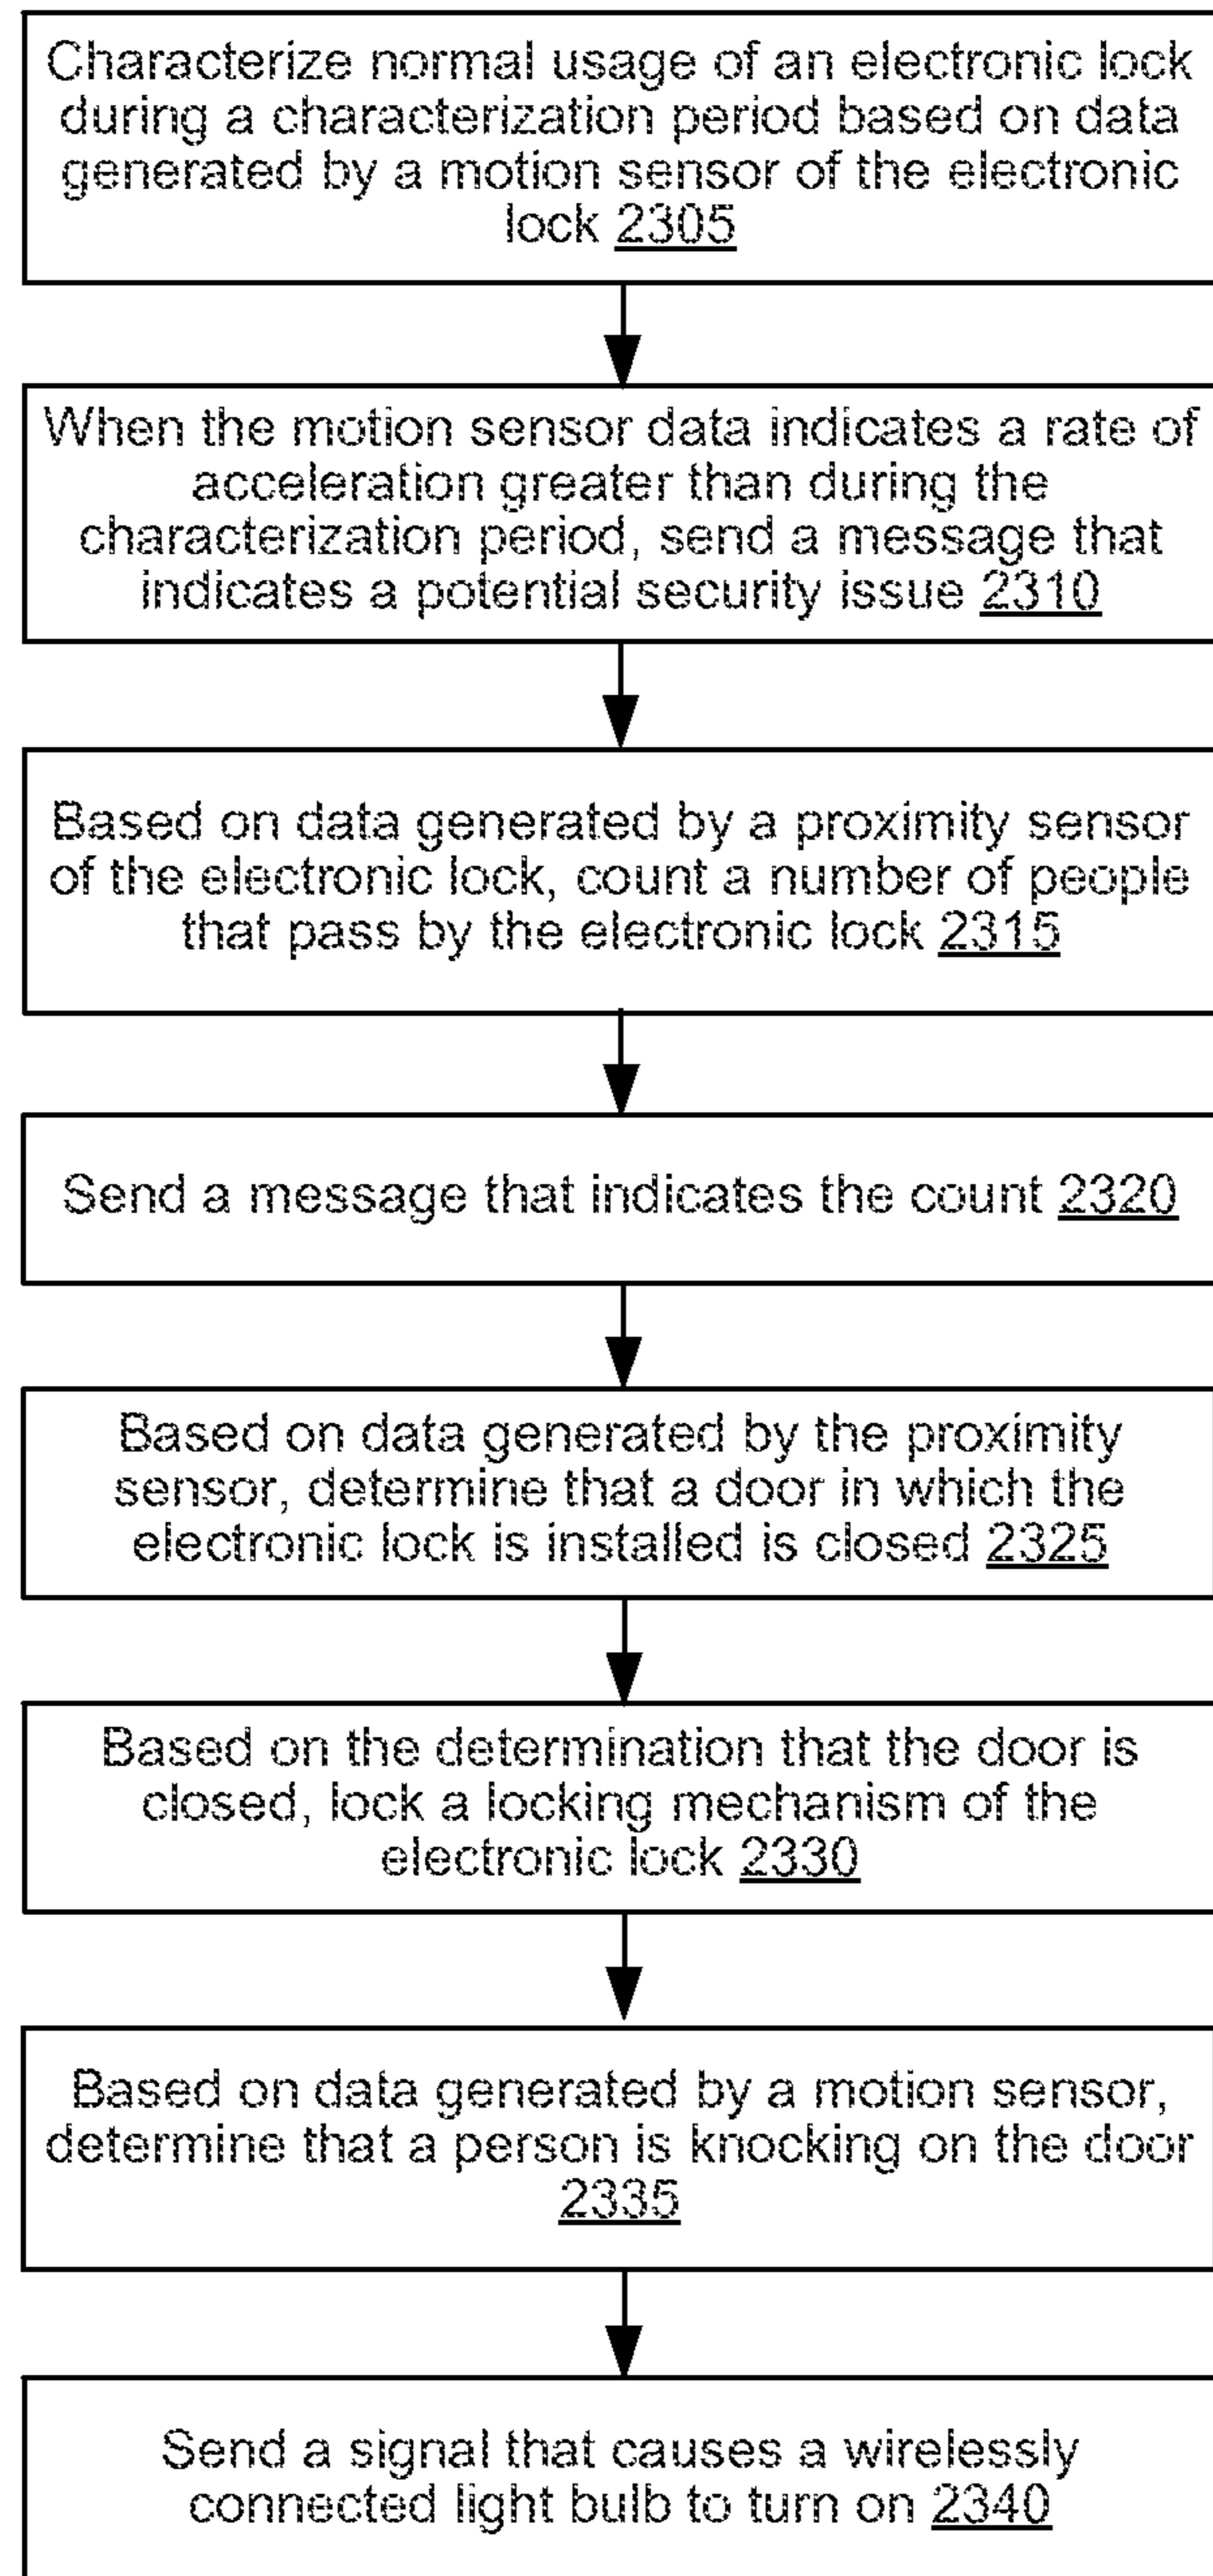 Characterize normal usage of an electronic lock
during a characterization period based on data
generated by a motion sensor of the electronic
lock 2305
When the motion sensor data indicates a rate of
acceleration greater than during the
characterization period, send a message that
indicates a potential security issue 2310
Based on data generated by a proximity sensor
of the electronic lock, count a number of people
that pass by the electronic lock 2315
Send a message that indicates the count 2320
Based on data generated by the proximity
sensor, determine that a door in which the
electronic lock is installed is closed 2325
Based on the determination that the door is
closed, lock a locking mechanism of the
electronic lock 2330
Based on data generated by a motion sensor,
determine that a person is knocking on the door
2335
Send a signal that causes a wirelessly
connected light bulb to turn on 2340